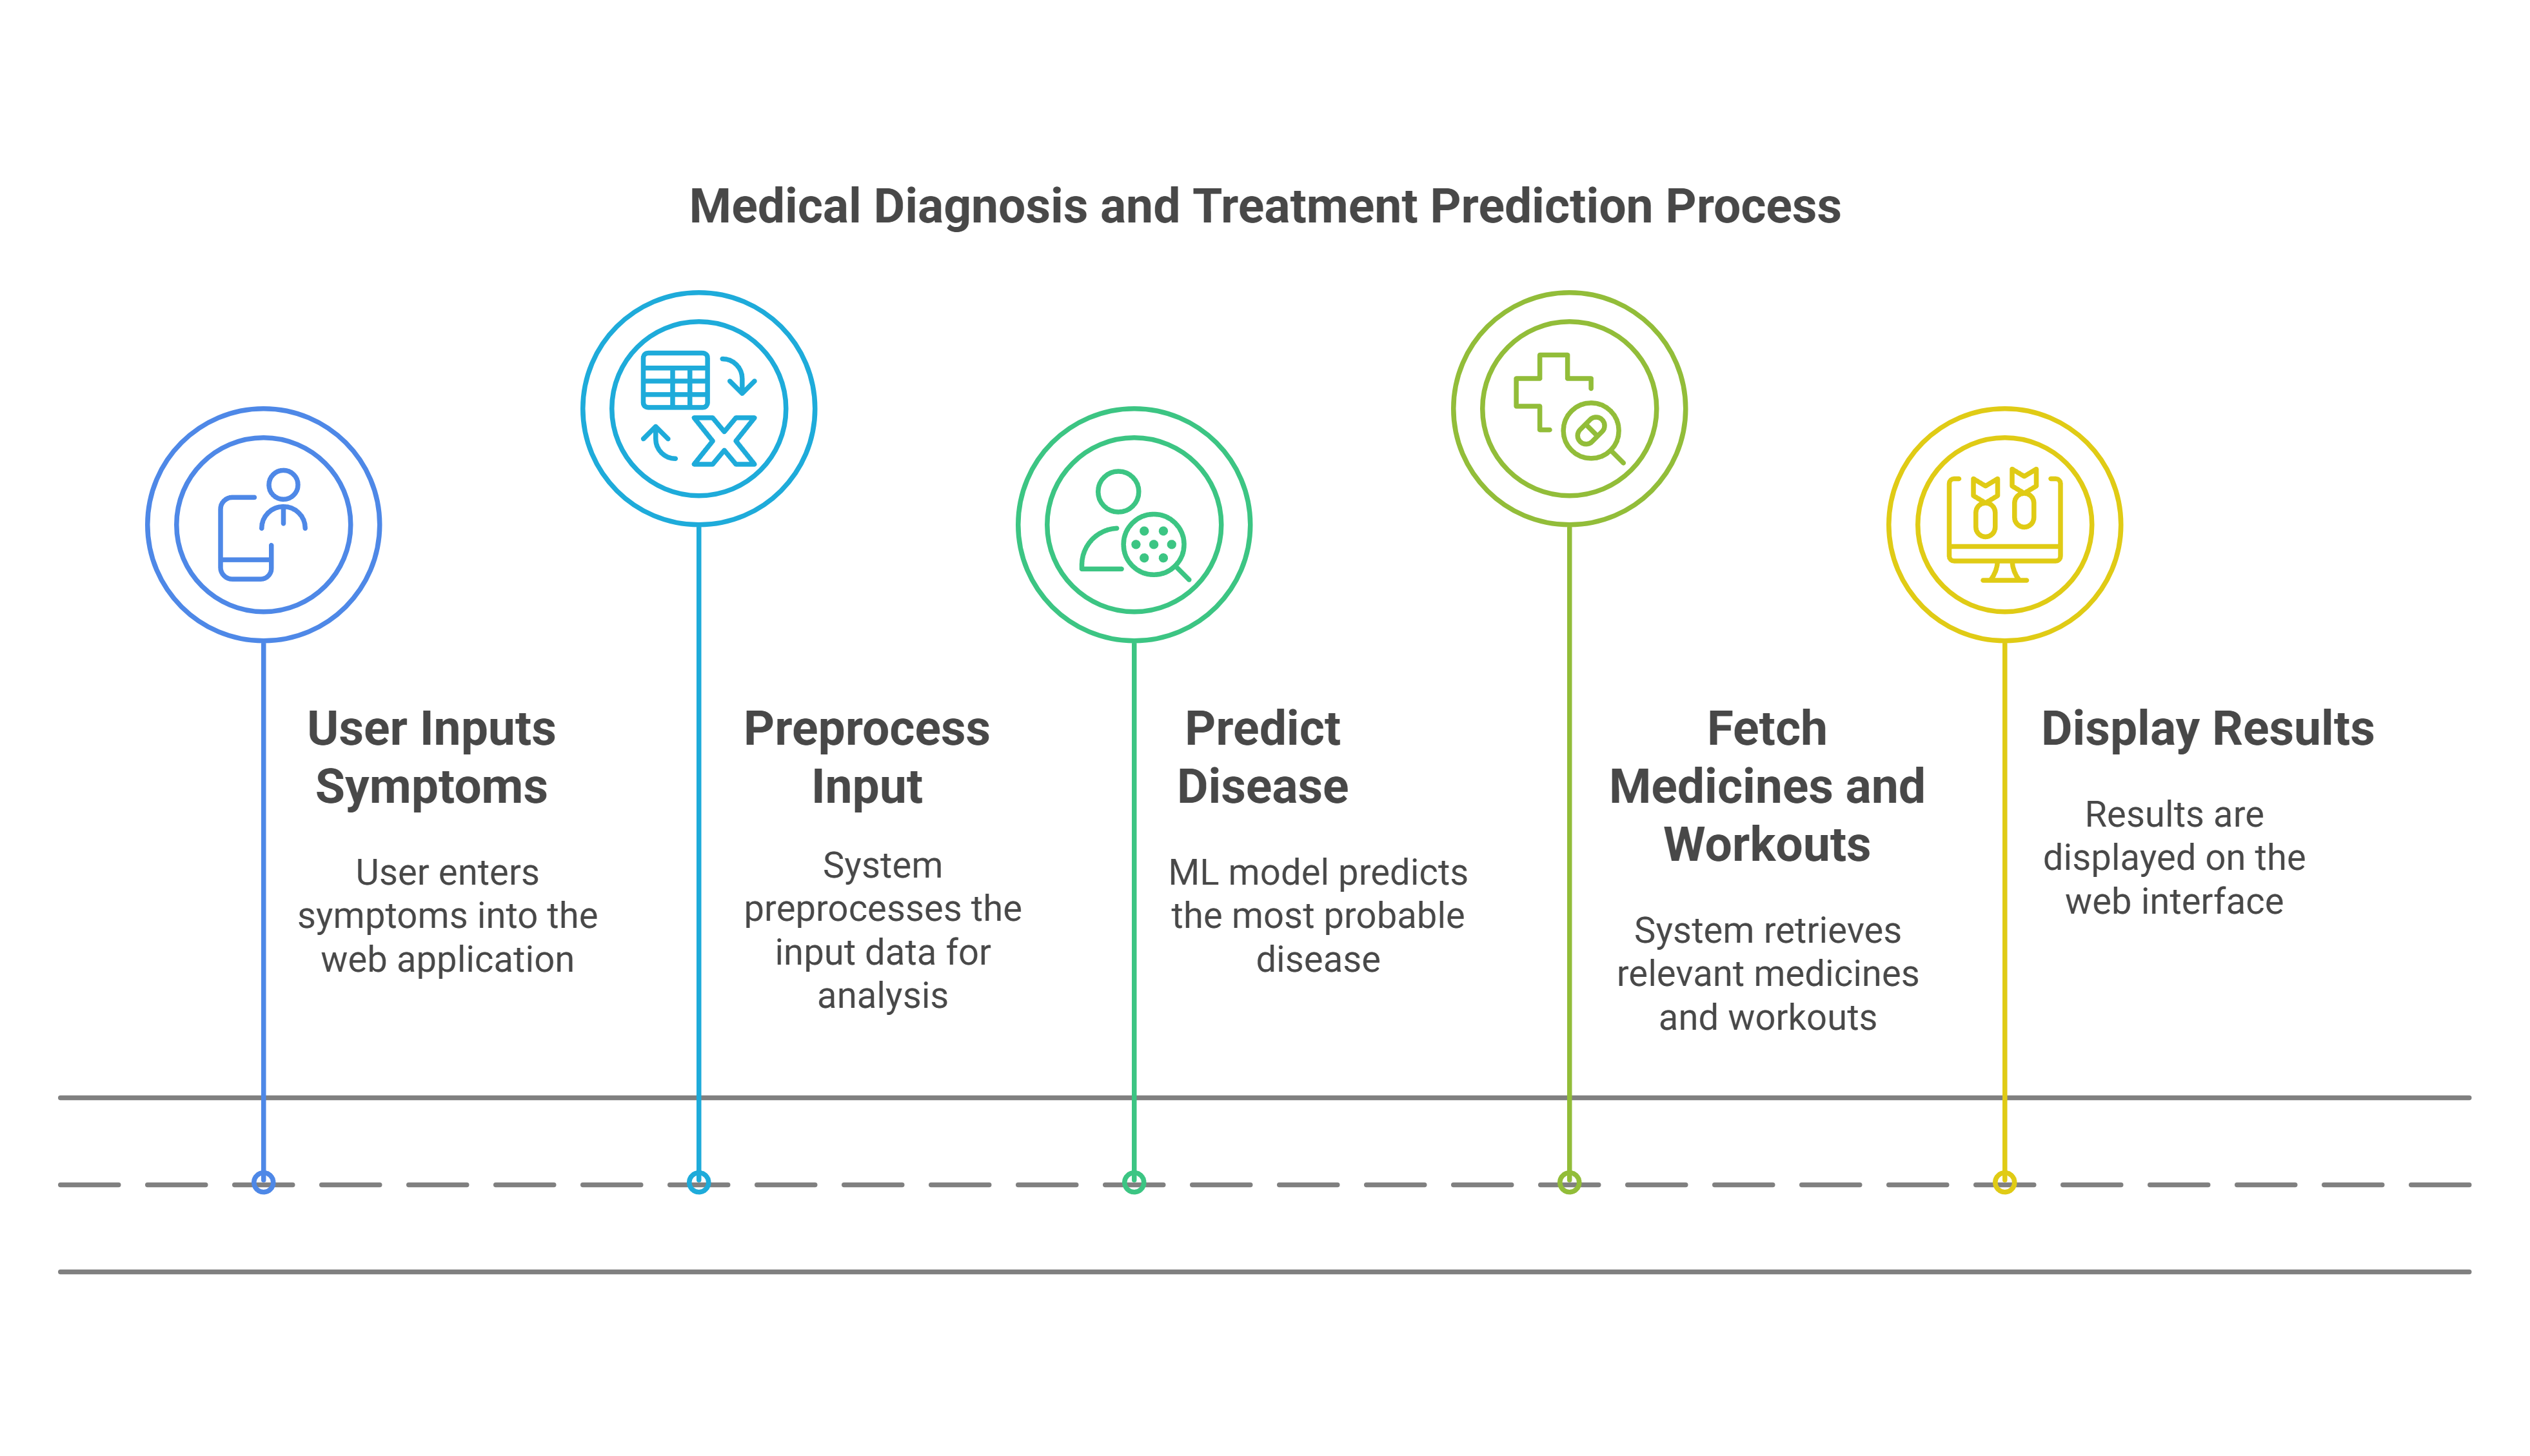 Medical Diagnosis and Treatment Prediction Process
User Inputs
Symptoms
User enters
symptoms into the
web application
Preprocess
Input
System
preprocesses the
input data for
analysis
Predict
Disease
ML model predicts
the most probable
disease
Fetch
Medicines and
Workouts
System retrieves
relevant medicines
and workouts
Display Results
Results are
displayed on the
web interface